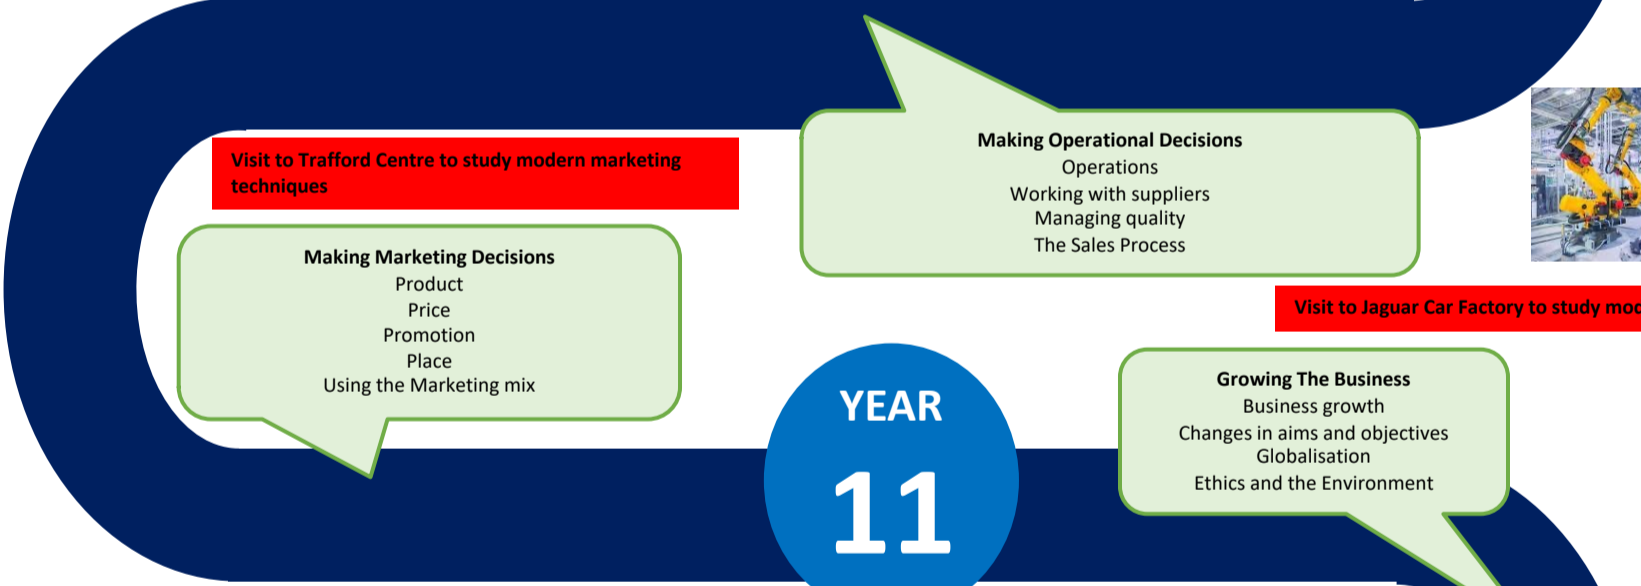 Visit to Trafford Centre to study modern marketing
techniques
Making Marketing Decisions
Product
Price
Promotion
Place
Using the Marketing mix
Making Operational Decisions
Operations
Working with suppliers
Managing quality
The Sales Process
Visit to Jaguar Car Factory to study
Growing The Business
Business growth
Changes in aims and objectives
Globalisation
Ethics and the Environment
YEAR
11